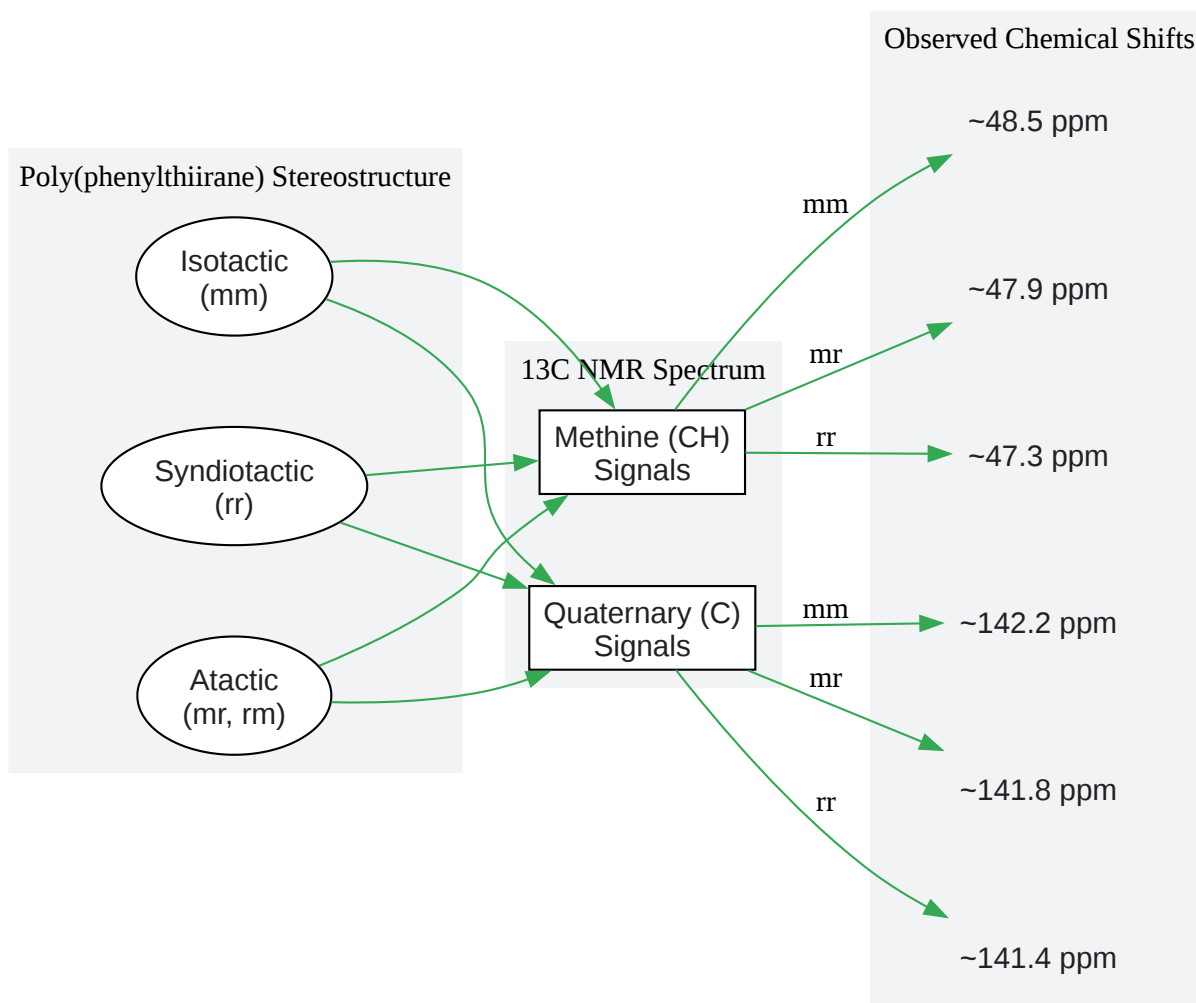 Poly(phenylthiirane) Stereostructure
Isotactic
(mm)
Syndiotactic
(rr)
Atactic
(mr, rm)
13C NMR Spectrum
Methine (CH)
Signals
Quaternary (C)
Signals
mm
mr
rr
mm
mr
rr
Observed Chemical Shifts
~48.5 ppm
~47.9 ppm
~47.3 ppm
~142.2 ppm
~141.8 ppm
~141.4 ppm